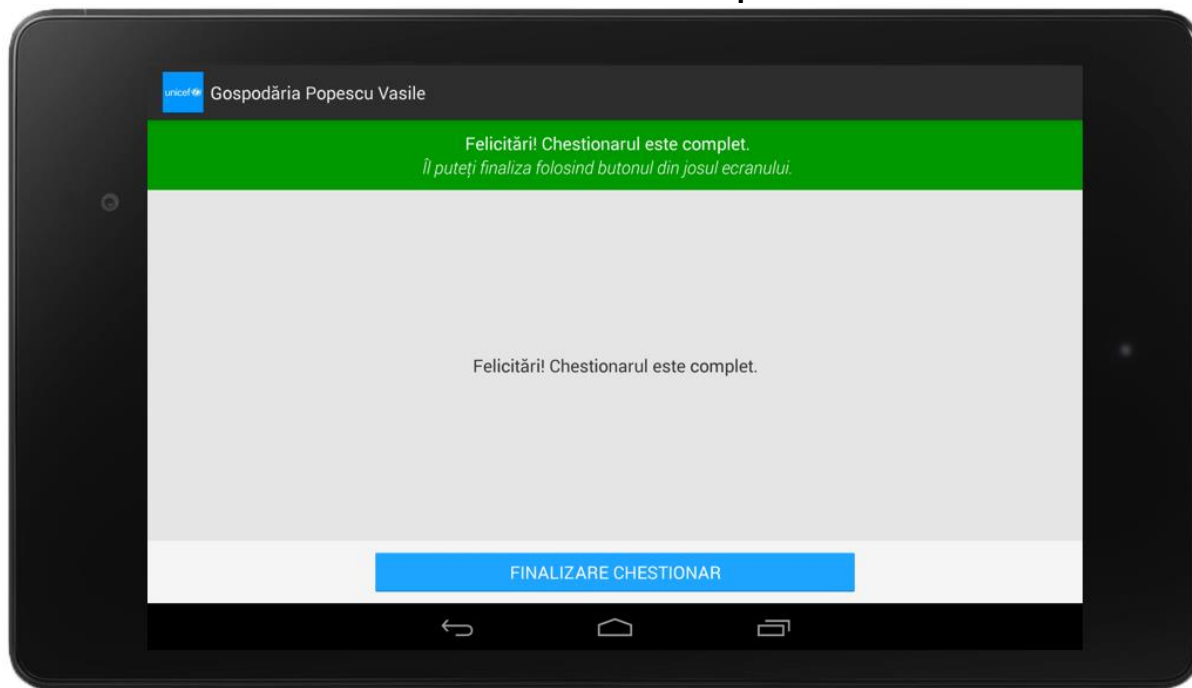 unicef
Gospodăria Popescu Vasile
Felicitări! Chestionarul este complet.
Îl puteți finaliza folosind butonul din josul ecranului.
Felicitări! Chestionarul este complet.
FINALIZARE CHESTIONAR